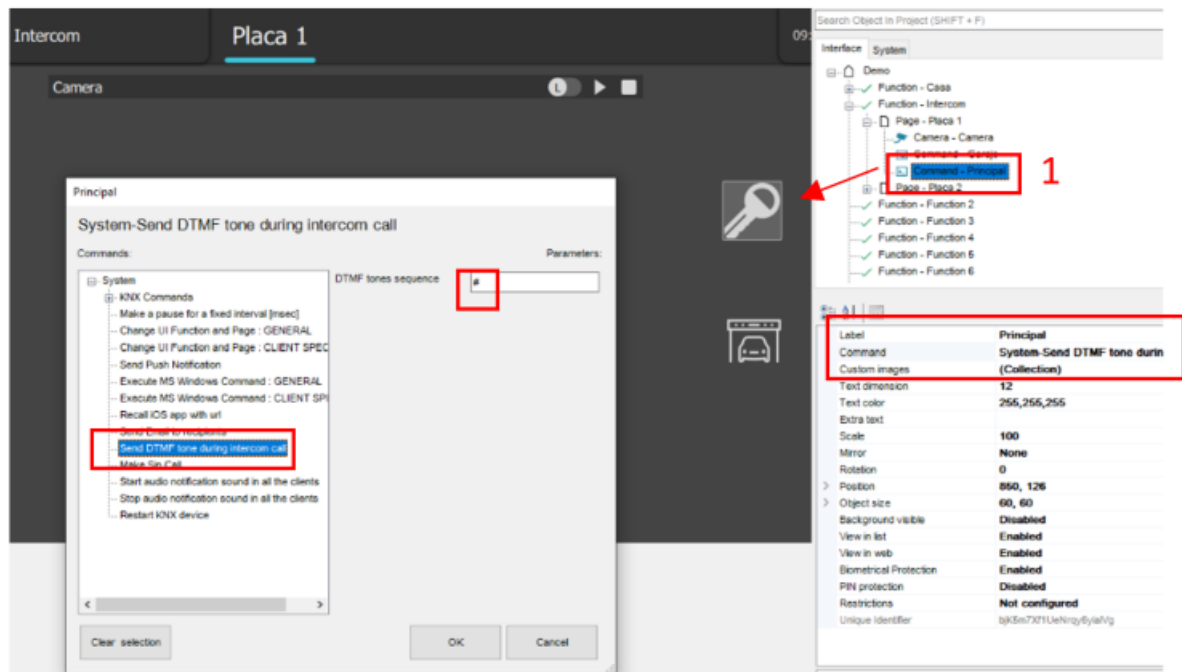 Intercom
Placa 1
09:
Camera
L
Principal
System-Send DTMF tone during intercom call
Commands:
Parameters:
System
KNX Commands
Make a pause for a fixed interval [msec]
Change UI Function and Page : GENERAL
Change UI Function and Page : CLIENT SPEC
Send Push Notification
Execute MS Windows Command : GENERAL
Execute MS Windows Command : CLIENT SPI
Recall iOS app with url
Send Email to recipients
Send DTMF tone during intercom call
Make Sip Call
Start audio notification sound in all the clients
Stop audio notification sound in all the clients
Restart KNX device
DTMF tones sequence
#
Clear selection
OK
Cancel
Search Object in Project (SHIFT + F)
Interface System
Demo
Function - Casa
Function - Intercom
Page - Placa 1
Camera - Camera
Command - Garaje
Command - Principal
Page - Placa 2
Function - Function 2
Function - Function 3
Function - Function 4
Function - Function 5
Function - Function 6
1
Label Principal
Command System-Send DTMF tone durin
Custom images (Collection)
Text dimension 12
Text color 255,255,255
Extra text
Scale 100
Mirror None
Rotation 0
Position 850, 126
Object size 60, 60
Background visible Disabled
View in list Enabled
View in web Enabled
Biometrical Protection Enabled
PIN protection Disabled
Restrictions Not configured
Unique Identifier